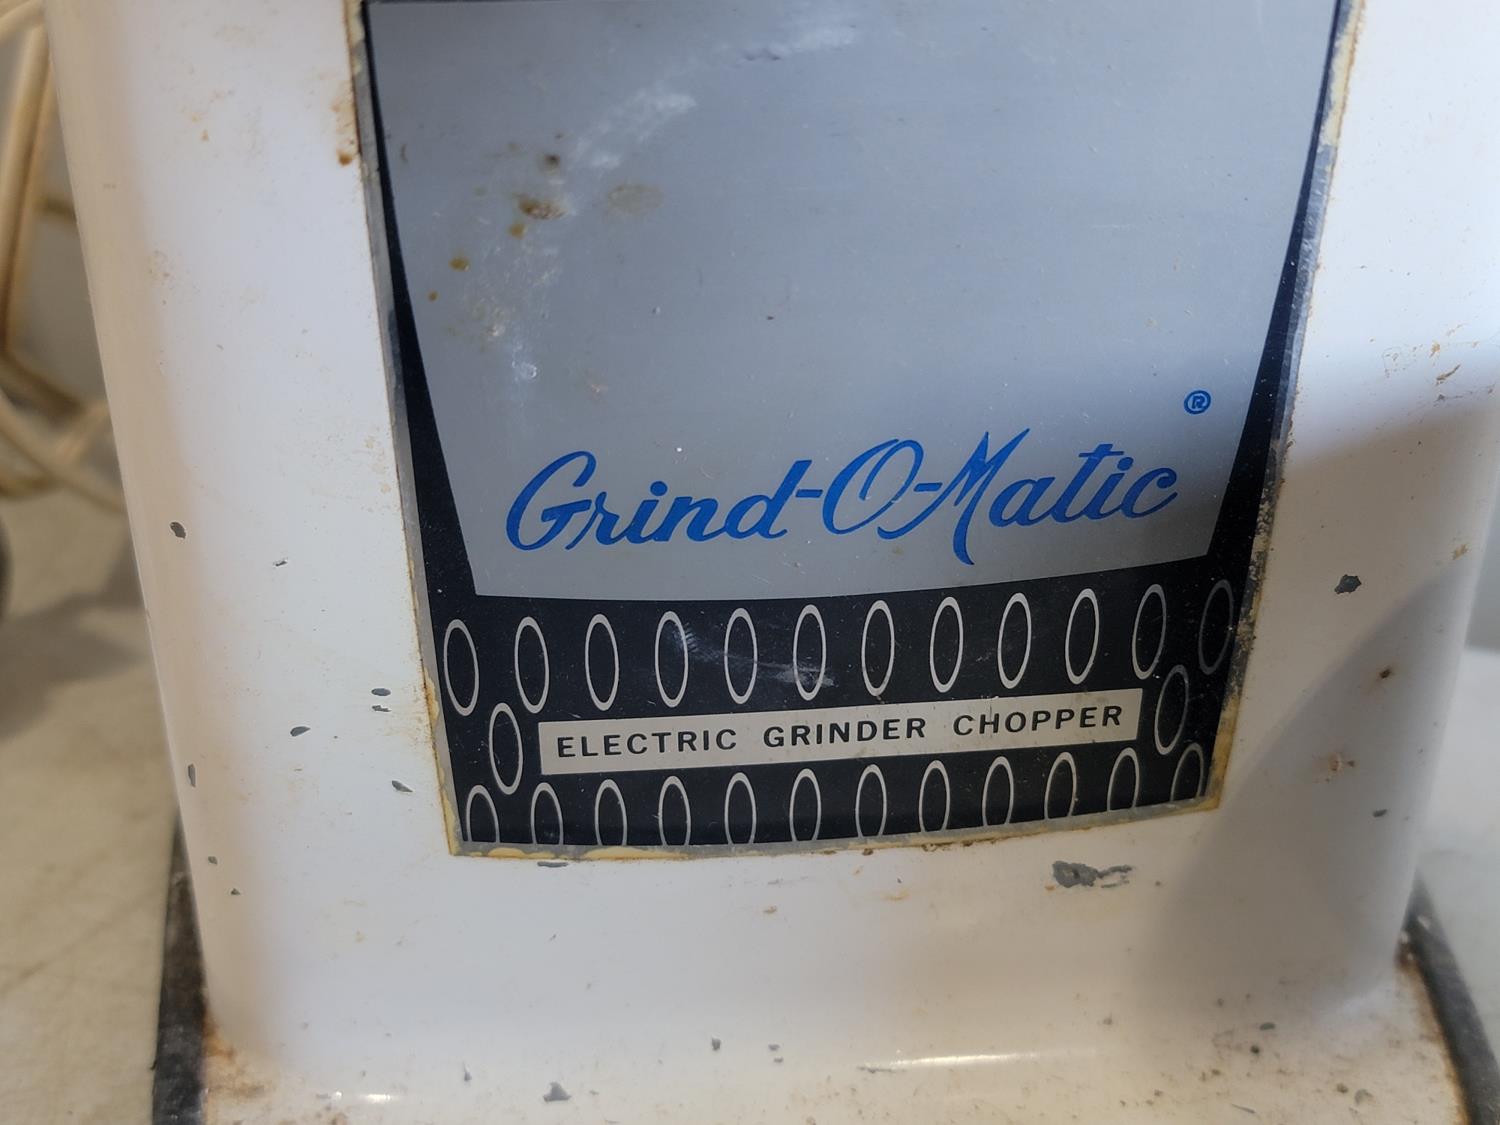 Grind-O-Matic ®
ELECTRIC GRINDER CHOPPER